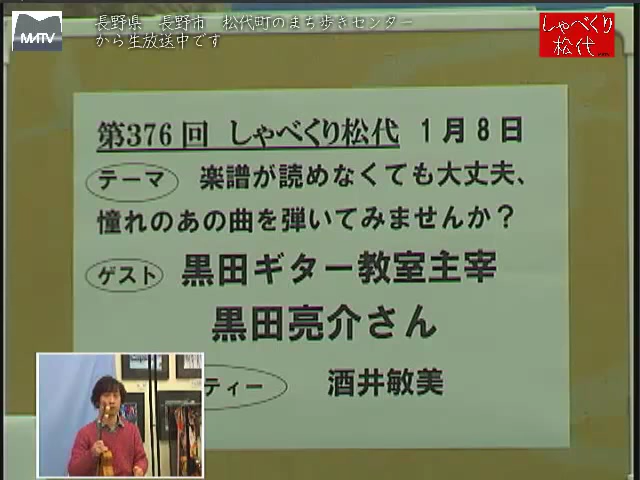 MATV
長野県　長野市　松代町のまち歩きセンター
から生放送中です
しゃべくり
松代
第376回　しゃべくり松代　1月8日
テーマ　楽譜が読めなくても大丈夫、
憧れのあの曲を弾いてみませんか？
ゲスト　黒田ギター教室主宰
黒田亮介さん
ティー　酒井敏美